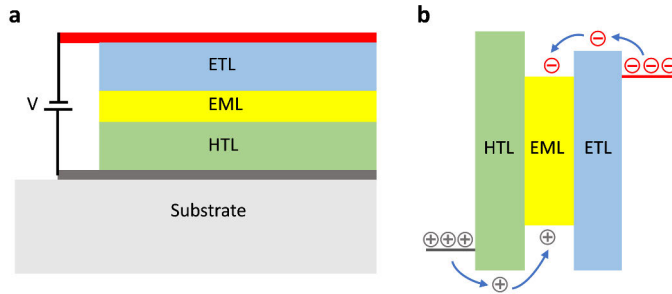 a
V
ETL
EML
HTL
Substrate
b
⊖
⊖
⊖⊖⊖
HTL EML ETL
⊕⊕⊕
⊕
⊕